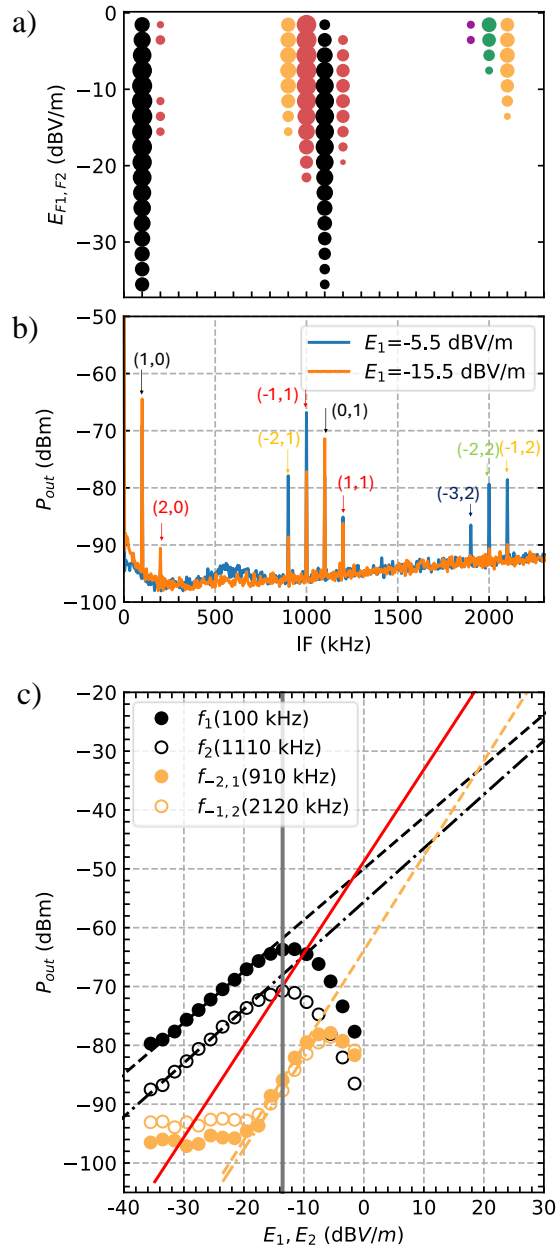 a)
0
−10
−20
−30
E_{F1, F2} (dBV/m)
b)
−50
−60
−70
−80
−90
−100
P_{out} (dBm)
E_1=-5.5 dBV/m
E_1=-15.5 dBV/m
(1,0)
(2,0)
(-1,1)
(-2,1)
(0,1)
(1,1)
(-3,2)
(-2,2)
(-1,2)
0 500 1000 1500 2000
IF (kHz)
c)
−20
−30
−40
−50
−60
−70
−80
−90
−100
P_{out} (dBm)
f_1(100 kHz)
f_2(1110 kHz)
f_{−2,1}(910 kHz)
f_{−1,2}(2120 kHz)
−40 −30 −20 −10 0 10 20 30
E_1, E_2 (dBV/m)